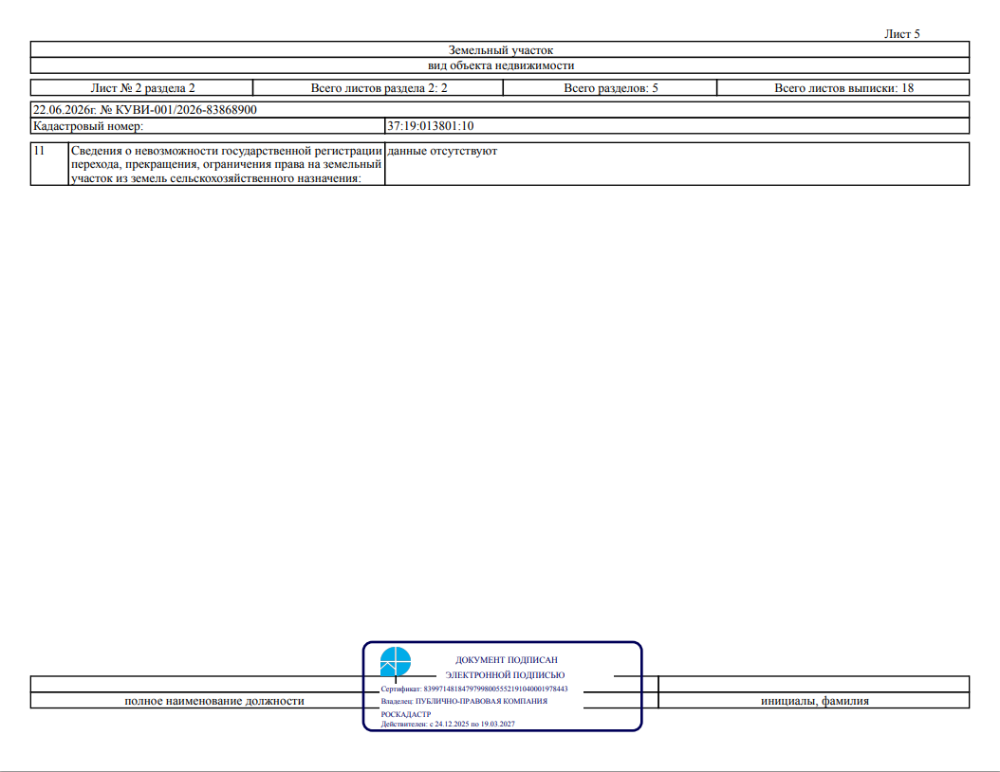 Лист 5
Земельный участок
вид объекта недвижимости
Лист № 2 раздела 2 Всего листов раздела 2: 2 Всего разделов: 5 Всего листов выписки: 18
22.06.2026г. № КУВИ-001/2026-83868900
Кадастровый номер: 37:19:013801:10
11 Сведения о невозможности государственной регистрации данные отсутствуют
перехода, прекращения, ограничения права на земельный
участок из земель сельскохозяйственного назначения:
ДОКУМЕНТ ПОДПИСАН
ЭЛЕКТРОННОЙ ПОДПИСЬЮ
Сертификат: 83997148184797998005552191040001978443
Владелец: ПУБЛИЧНО-ПРАВОВАЯ КОМПАНИЯ
РОСКАДАСТР
Действителен: с 24.12.2025 по 19.03.2027
полное наименование должности инициалы, фамилия